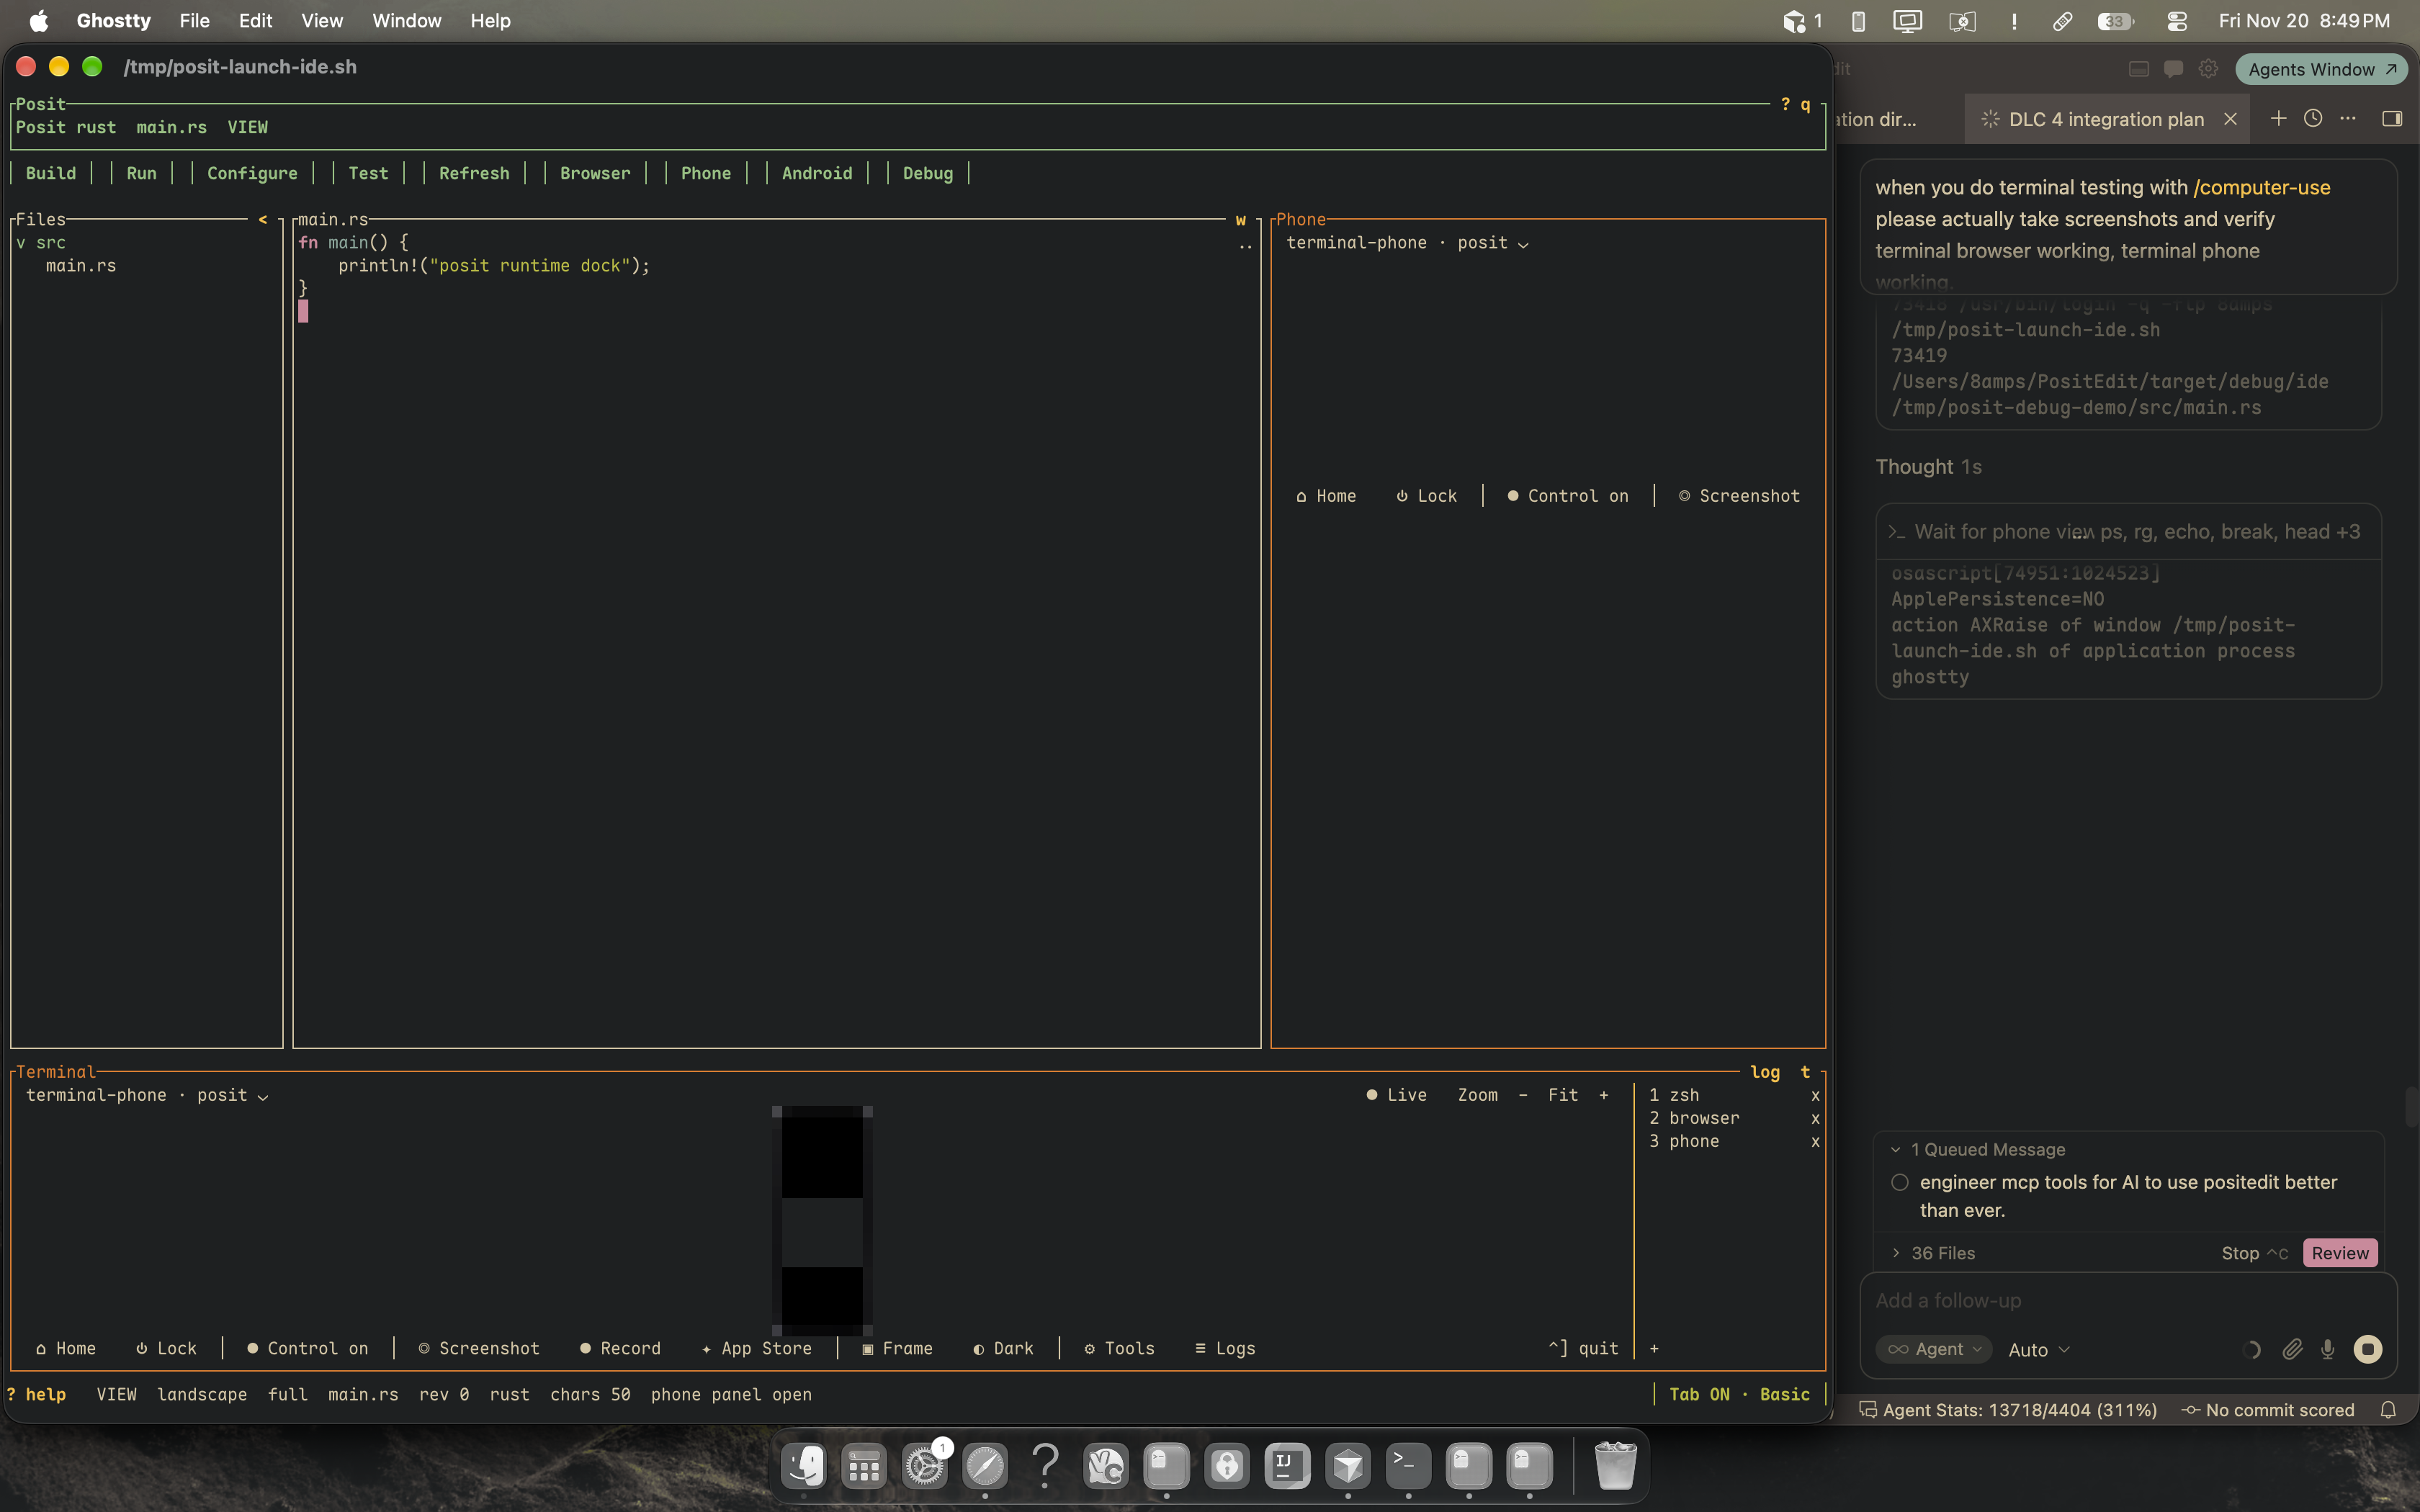 Ghostty File Edit View Window Help
1 33 Fri Nov 20 8:49 PM
/tmp/posit-launch-ide.sh
Posit ? q
Posit rust main.rs VIEW
Build Run Configure Test Refresh Browser Phone Android Debug
Files <
v src
main.rs
main.rs w
fn main() { ..
println!("posit runtime dock");
}
Phone
terminal-phone · posit
⌂ Home ⏻ Lock ● Control on ◎ Screenshot
Terminal log t
terminal-phone · posit
● Live Zoom - Fit +
1 zsh x
2 browser x
3 phone x
⌂ Home ⏻ Lock ● Control on ◎ Screenshot ● Record ✦ App Store ▣ Frame ◐ Dark ⚙ Tools ≡ Logs ^] quit +
? help VIEW landscape full main.rs rev 0 rust chars 50 phone panel open Tab ON · Basic
dit
Agents Window ↗
ation dir...
DLC 4 integration plan
when you do terminal testing with /computer-use
please actually take screenshots and verify
terminal browser working, terminal phone
working.
73418 /usr/bin/login -q -flp 8amps
/tmp/posit-launch-ide.sh
73419
/Users/8amps/PositEdit/target/debug/ide
/tmp/posit-debug-demo/src/main.rs
Thought 1s
>_ Wait for phone view ps, rg, echo, break, head +3
osascript[74951:1024523]
ApplePersistence=NO
action AXRaise of window /tmp/posit-
launch-ide.sh of application process
ghostty
1 Queued Message
engineer mcp tools for AI to use positedit better
than ever.
36 Files Stop ^C Review
Add a follow-up
Agent Auto
Agent Stats: 13718/4404 (311%) No commit scored
1
IJ
>_